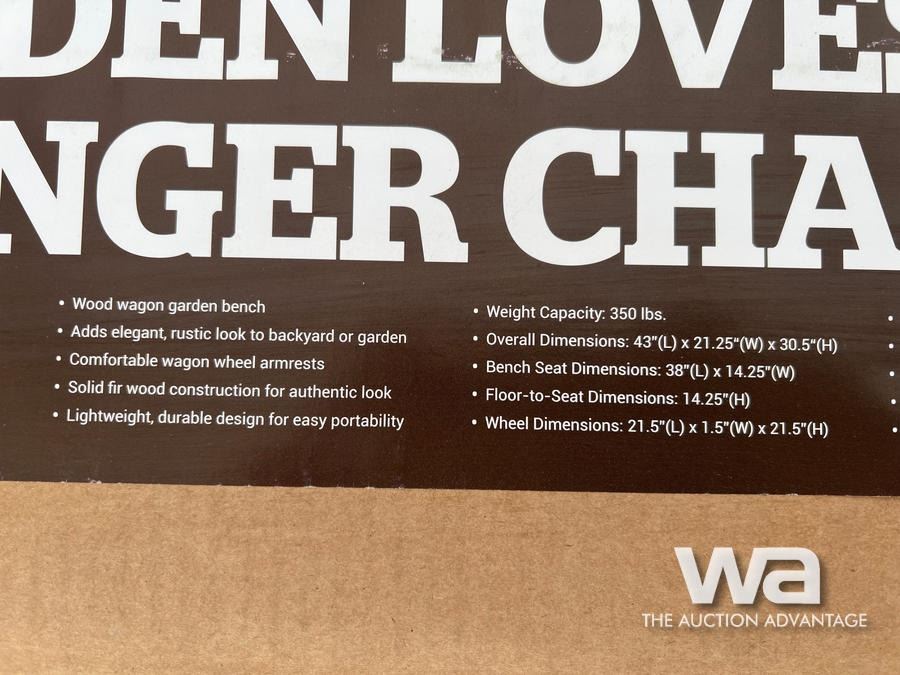 DEN LOVES
NGER CHA
• Wood wagon garden bench
• Adds elegant, rustic look to backyard or garden
• Comfortable wagon wheel armrests
• Solid fir wood construction for authentic look
• Lightweight, durable design for easy portability
• Weight Capacity: 350 lbs.
• Overall Dimensions: 43"(L) x 21.25"(W) x 30.5"(H)
• Bench Seat Dimensions: 38"(L) x 14.25"(W)
• Floor-to-Seat Dimensions: 14.25"(H)
• Wheel Dimensions: 21.5"(L) x 1.5"(W) x 21.5"(H)
wa
THE AUCTION ADVANTAGE